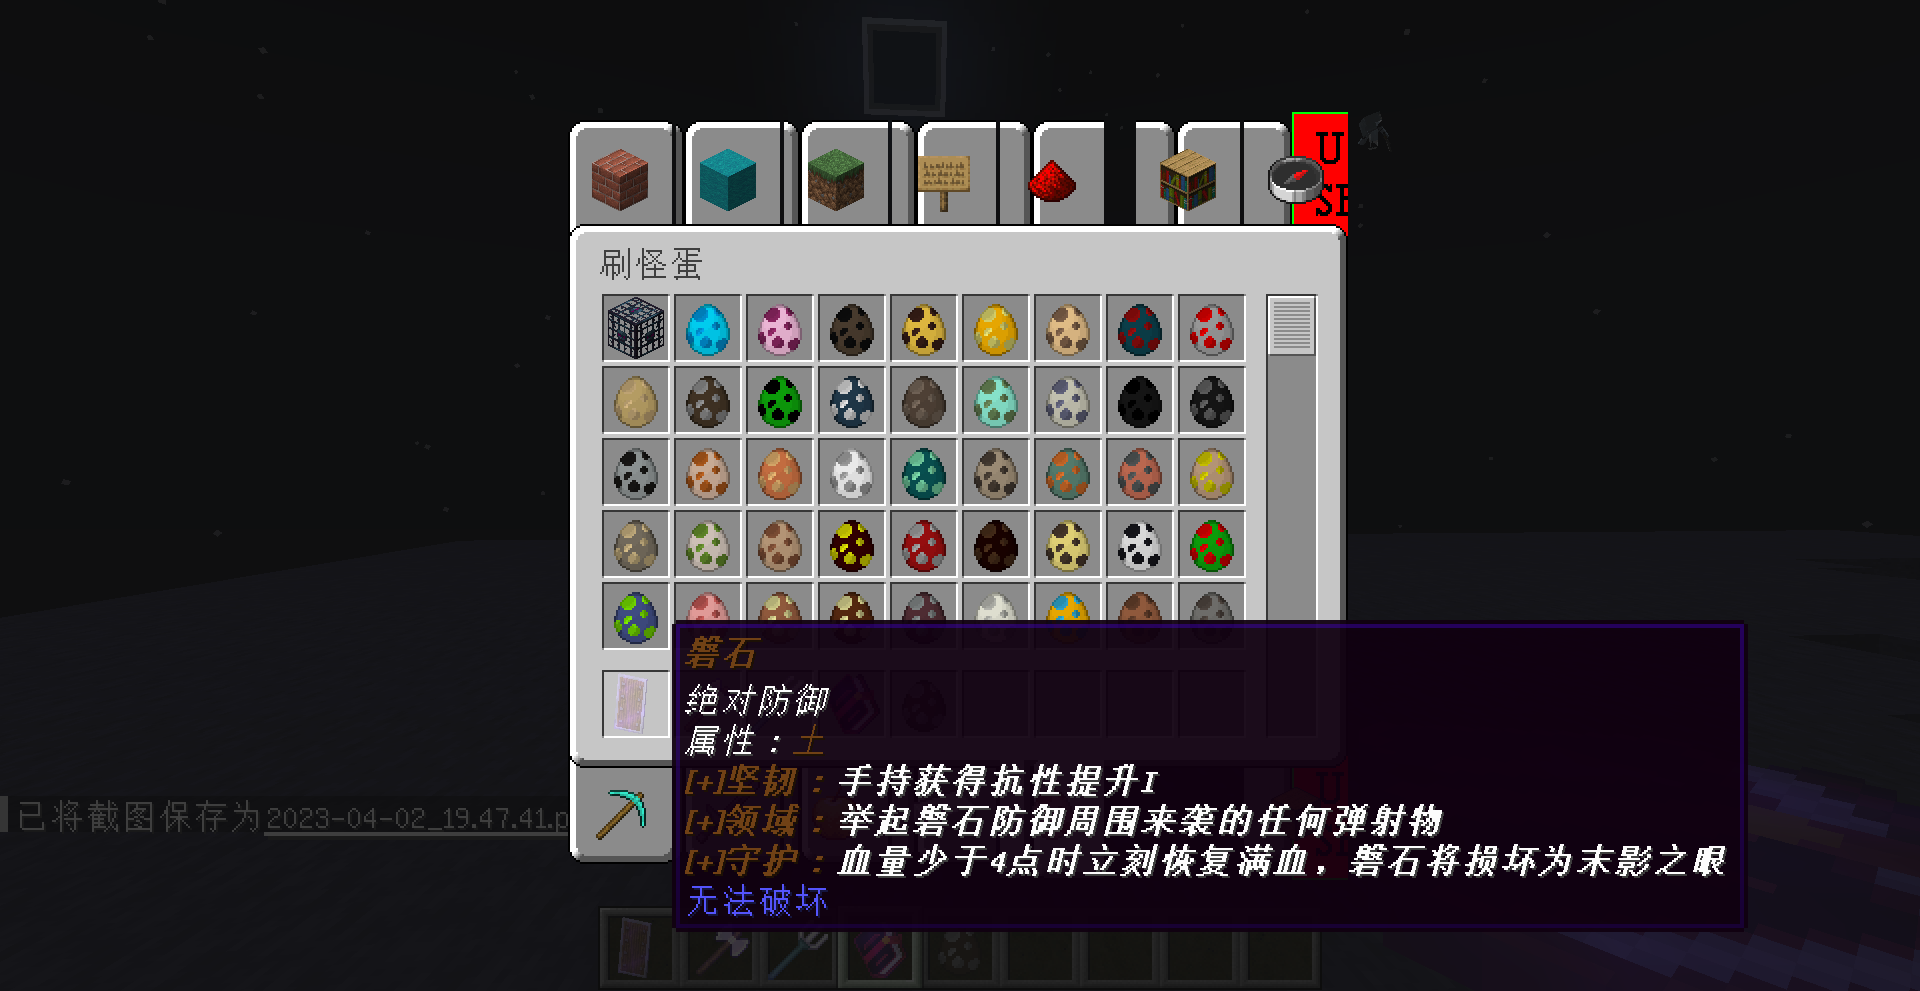 U
SE
刷怪蛋
磐石
绝对防御
属性：土
[+]坚韧：手持获得抗性提升I
[+]领域：举起磐石防御周围来袭的任何弹射物
[+]守护：血量少于4点时立刻恢复满血，磐石将损坏为末影之眼
无法破坏
已将截图保存为2023-04-02_19.47.41.p